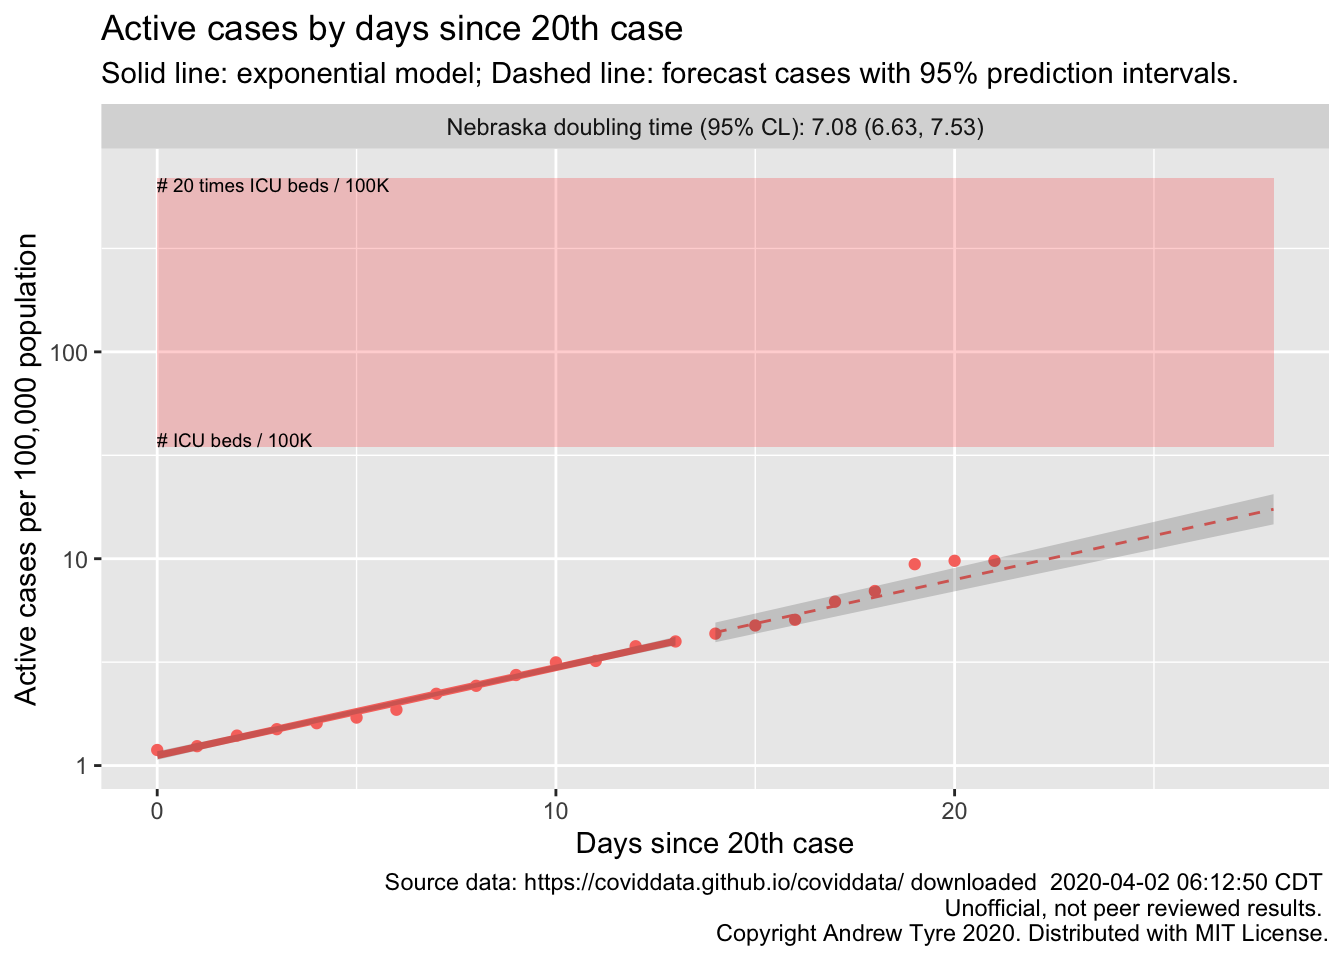 Active cases by days since 20th case
Solid line: exponential model; Dashed line: forecast cases with 95% prediction intervals.
Nebraska doubling time (95% CL): 7.08 (6.63, 7.53)
# 20 times ICU beds / 100K
# ICU beds / 100K
Active cases per 100,000 population
100
10
1
0
10
20
Days since 20th case
Source data: https://coviddata.github.io/coviddata/ downloaded  2020-04-02 06:12:50 CDT
Unofficial, not peer reviewed results.
Copyright Andrew Tyre 2020. Distributed with MIT License.